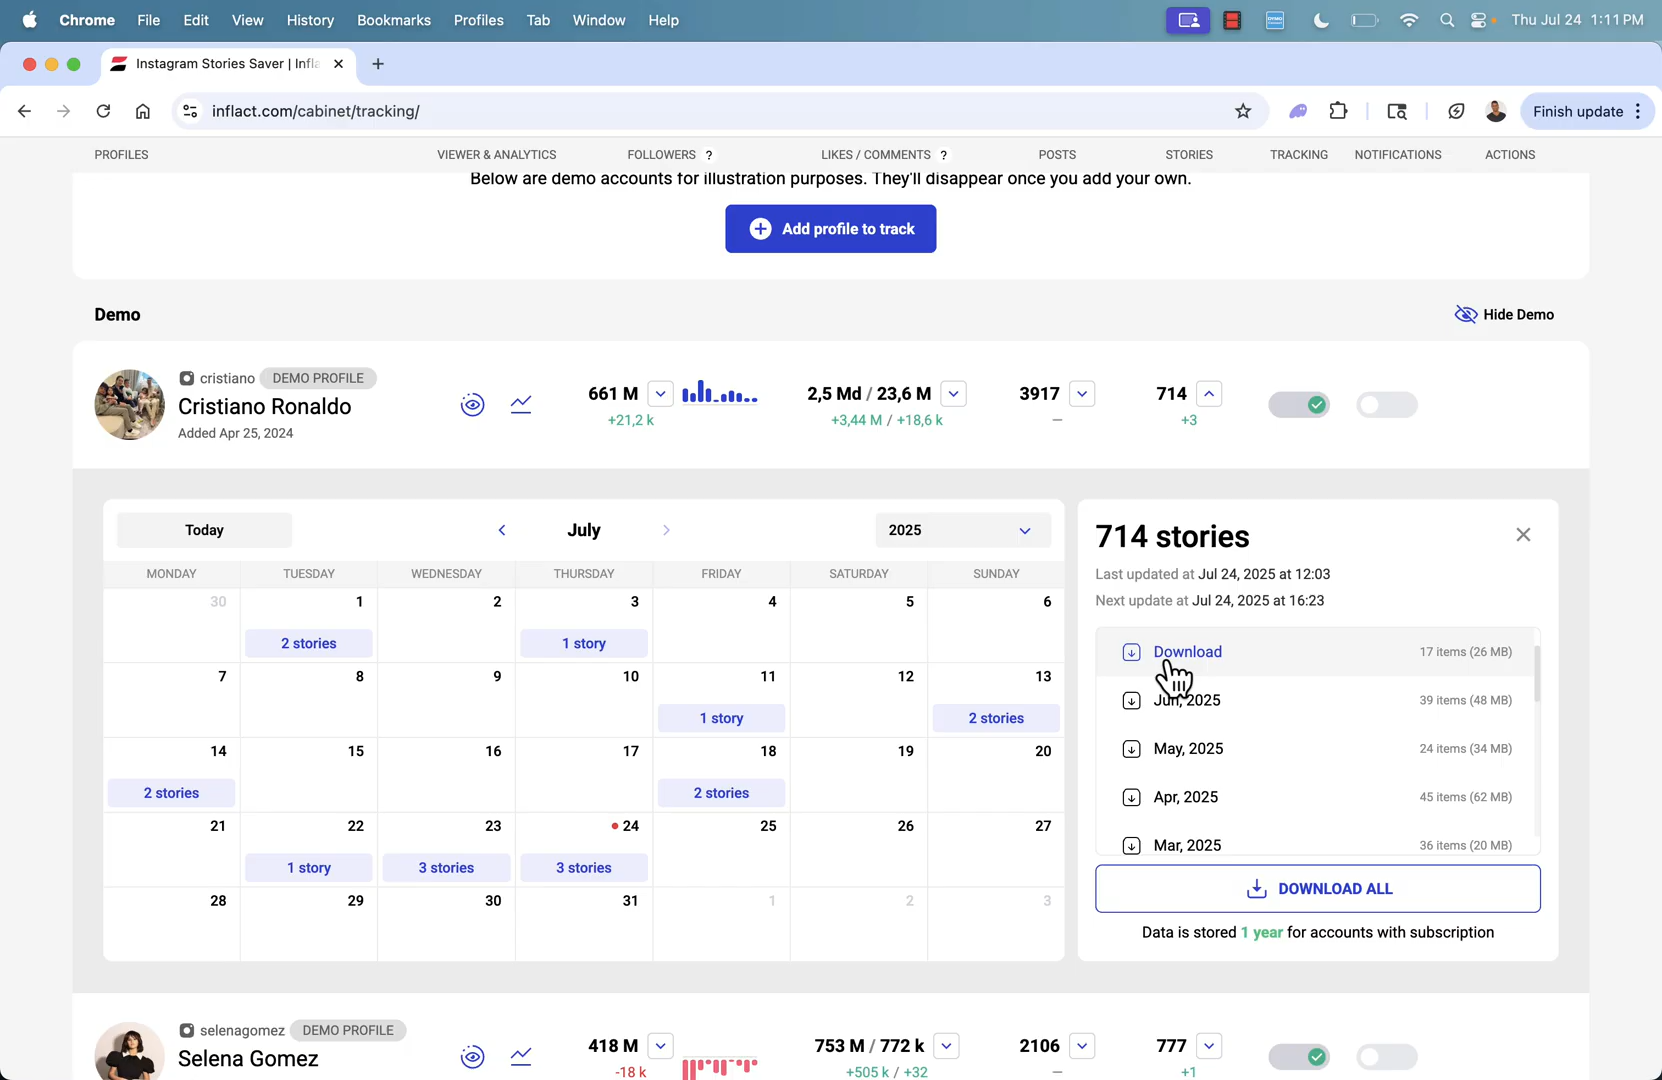 Chrome File Edit View History Bookmarks Profiles Tab Window Help Thu Jul 24 1:11 PM
Instagram Stories Saver | Infla
inflact.com/cabinet/tracking/ Finish update
PROFILES VIEWER & ANALYTICS FOLLOWERS ? LIKES / COMMENTS ? POSTS STORIES TRACKING NOTIFICATIONS ACTIONS
Below are demo accounts for illustration purposes. They'll disappear once you add your own.
Add profile to track
Demo Hide Demo
cristiano DEMO PROFILE
Cristiano Ronaldo 661 M 2,5 Md / 23,6 M 3917 714
+21,2 k +3,44 M / +18,6 k — +3
Added Apr 25, 2024
Today July 2025
MONDAY TUESDAY WEDNESDAY THURSDAY FRIDAY SATURDAY SUNDAY
30 1 2 3 4 5 6
2 stories 1 story
7 8 9 10 11 12 13
1 story 2 stories
14 15 16 17 18 19 20
2 stories 2 stories
21 22 23 24 25 26 27
1 story 3 stories 3 stories
28 29 30 31 1 2 3
714 stories
Last updated at Jul 24, 2025 at 12:03
Next update at Jul 24, 2025 at 16:23
Download 17 items (26 MB)
Jun, 2025 39 items (48 MB)
May, 2025 24 items (34 MB)
Apr, 2025 45 items (62 MB)
Mar, 2025 36 items (20 MB)
DOWNLOAD ALL
Data is stored 1 year for accounts with subscription
selenagomez DEMO PROFILE
Selena Gomez 418 M 753 M / 772 k 2106 777
-18 k +505 k / +32 — +1